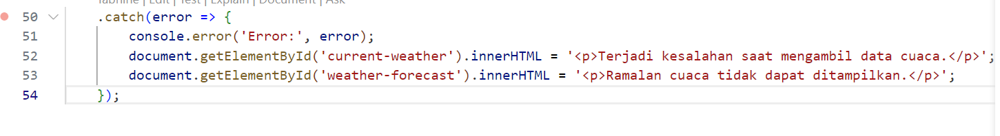 Tabnine | Edit | Test | Explain | Document | Ask
50 .catch(error => {
51 console.error('Error:', error);
52 document.getElementById('current-weather').innerHTML = '<p>Terjadi kesalahan saat mengambil data cuaca.</p>';
53 document.getElementById('weather-forecast').innerHTML = '<p>Ramalan cuaca tidak dapat ditampilkan.</p>';
54 });